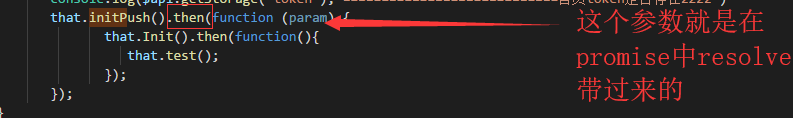 console.log($api.getStorage('token'),'
首页token是否存在2222')
that.initPush().then(function (param) {
that.Init().then(function(){
that.test();
});
});
}
这个参数就是在
promise中resolve
带过来的